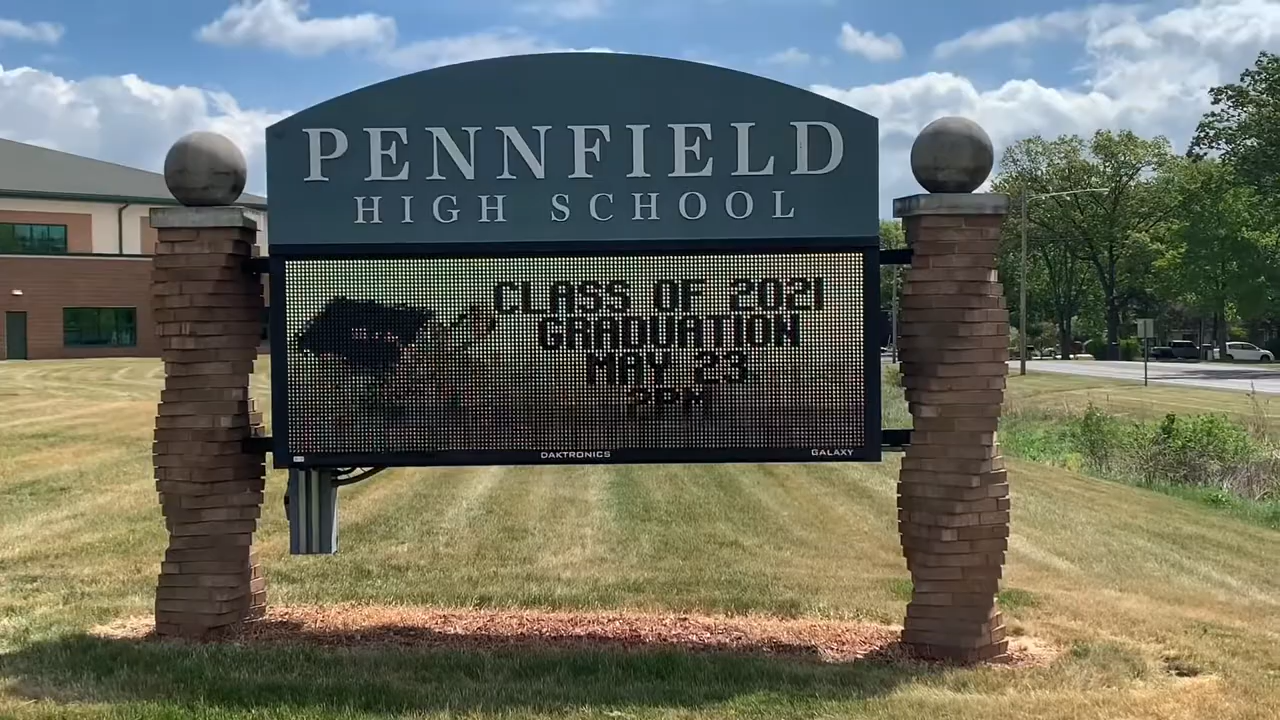 PENNFIELD
HIGH SCHOOL
CLASS OF 2021
GRADUATION
MAY 23
2PM
DAKTRONICS
GALAXY